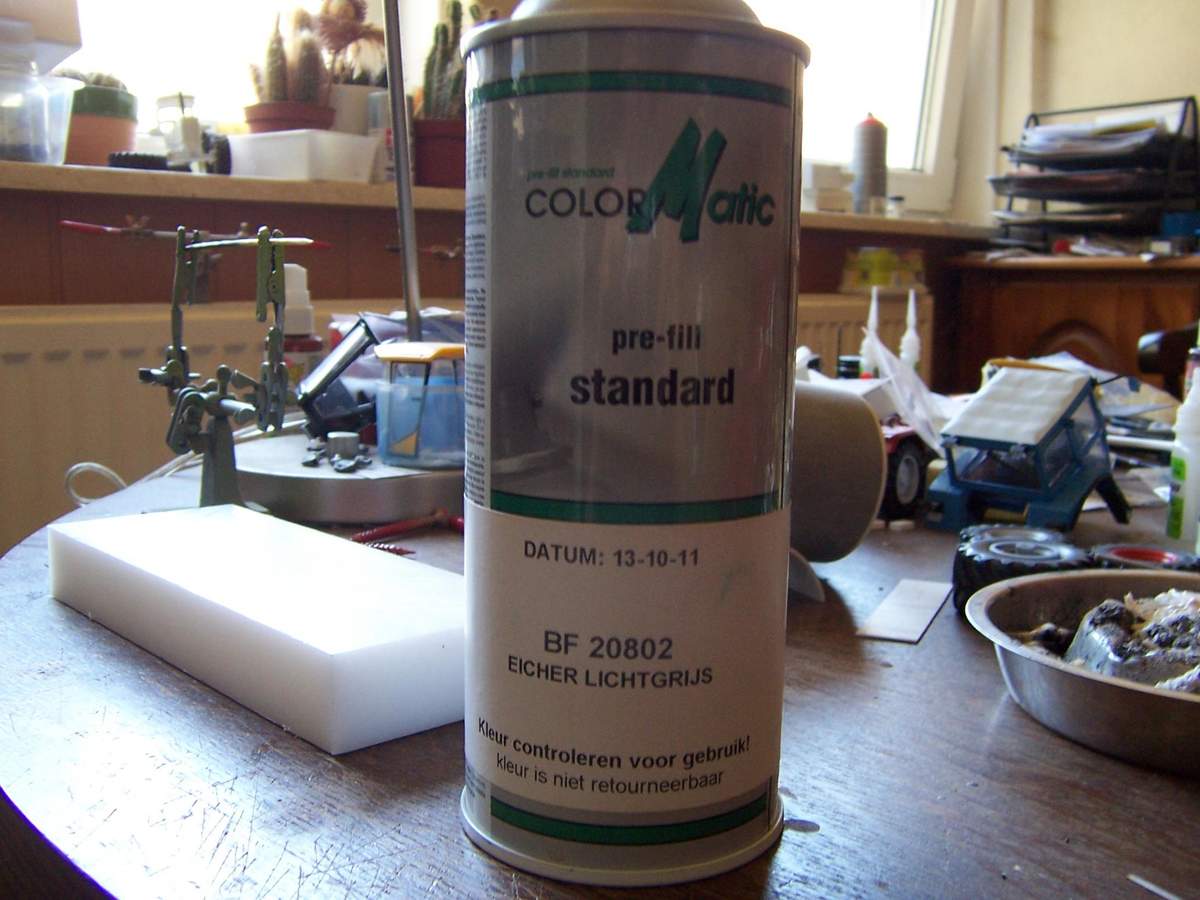 pre-fill standard
COLORMatic
pre-fill
standard
DATUM: 13-10-11
BF 20802
EICHER LICHTGRIJS
Kleur controleren voor gebruik!
kleur is niet retourneerbaar